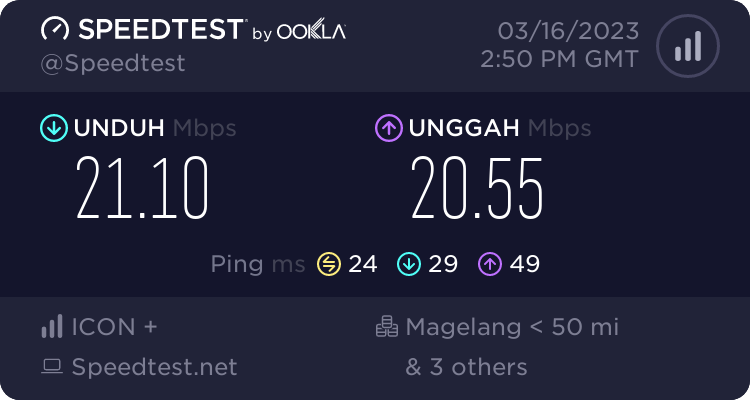 SPEEDTEST by OOKLA
@Speedtest
03/16/2023
2:50 PM GMT
UNDUH Mbps
21.10
UNGGAH Mbps
20.55
Ping ms 24 29 49
ICON +
Speedtest.net
Magelang < 50 mi
& 3 others